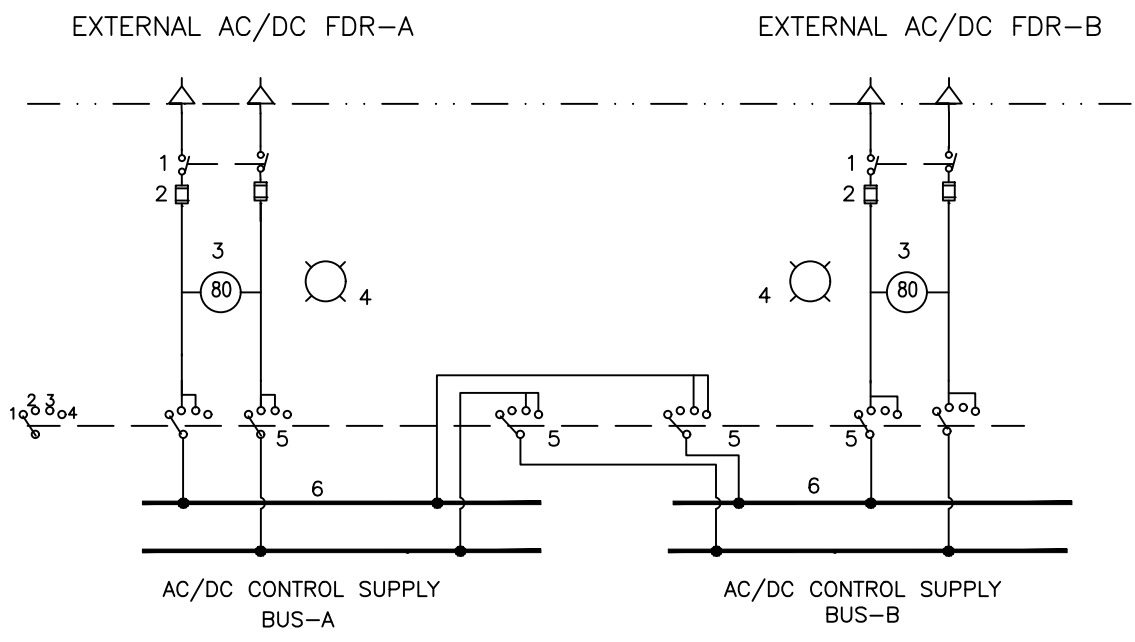 EXTERNAL AC/DC FDR-A
EXTERNAL AC/DC FDR-B
1
1
2
2
3
3
80
80
4
4
1 2 3 4
5
5
5
5
6
6
AC/DC CONTROL SUPPLY
BUS-A
AC/DC CONTROL SUPPLY
BUS-B